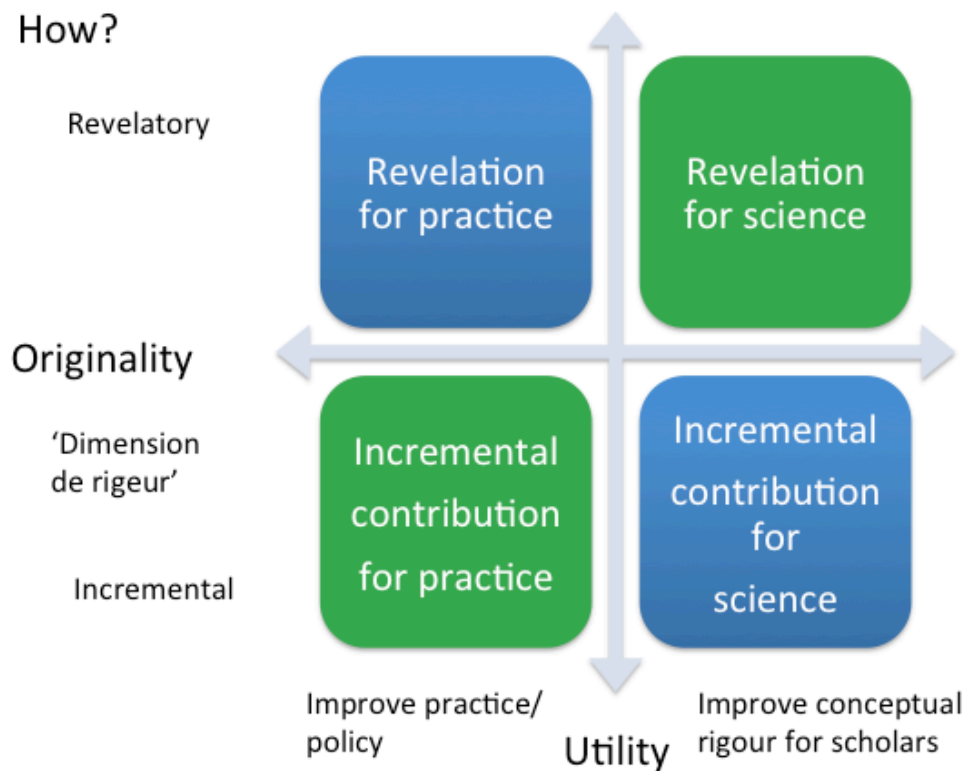 How?
Revelatory
Revelation
for practice
Revelation
for science
Originality
‘Dimension
de rigeur’
Incremental
Incremental
contribution
for practice
Incremental
contribution
for
science
Improve practice/
policy
Utility
Improve conceptual
rigour for scholars